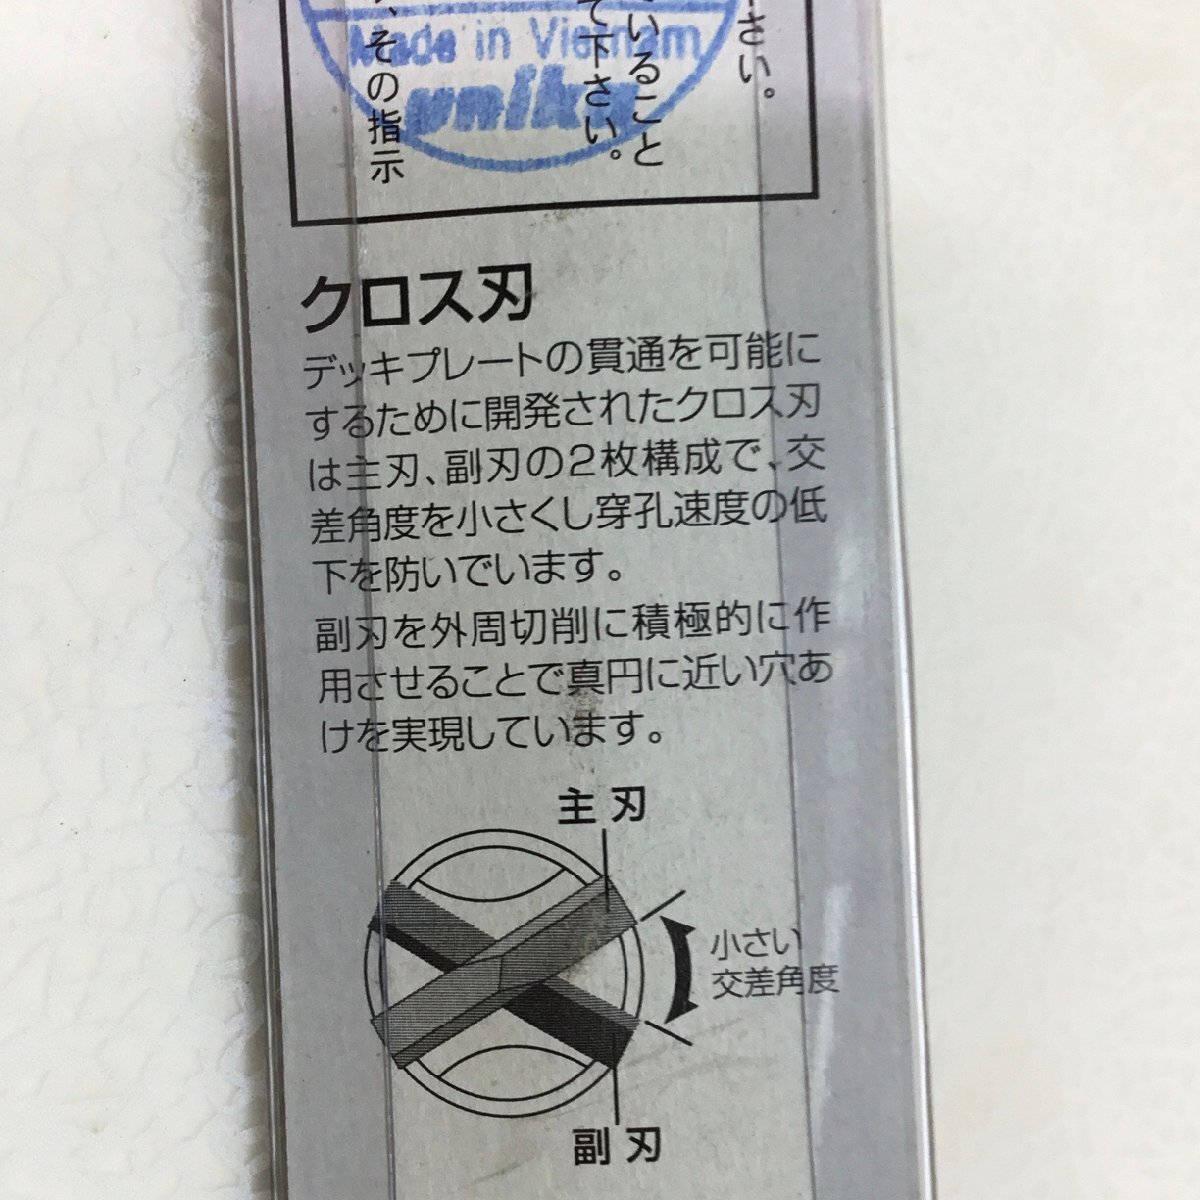 さい。
いること
て下さい。
、その指示
Made in Vietnam
unika
クロス刃
デッキプレートの貫通を可能に
するために開発されたクロス刃
は主刃、副刃の2枚構成で、交
差角度を小さくし穿孔速度の低
下を防いでいます。
副刃を外周切削に積極的に作
用させることで真円に近い穴あ
けを実現しています。
主刃
小さい
交差角度
副刃